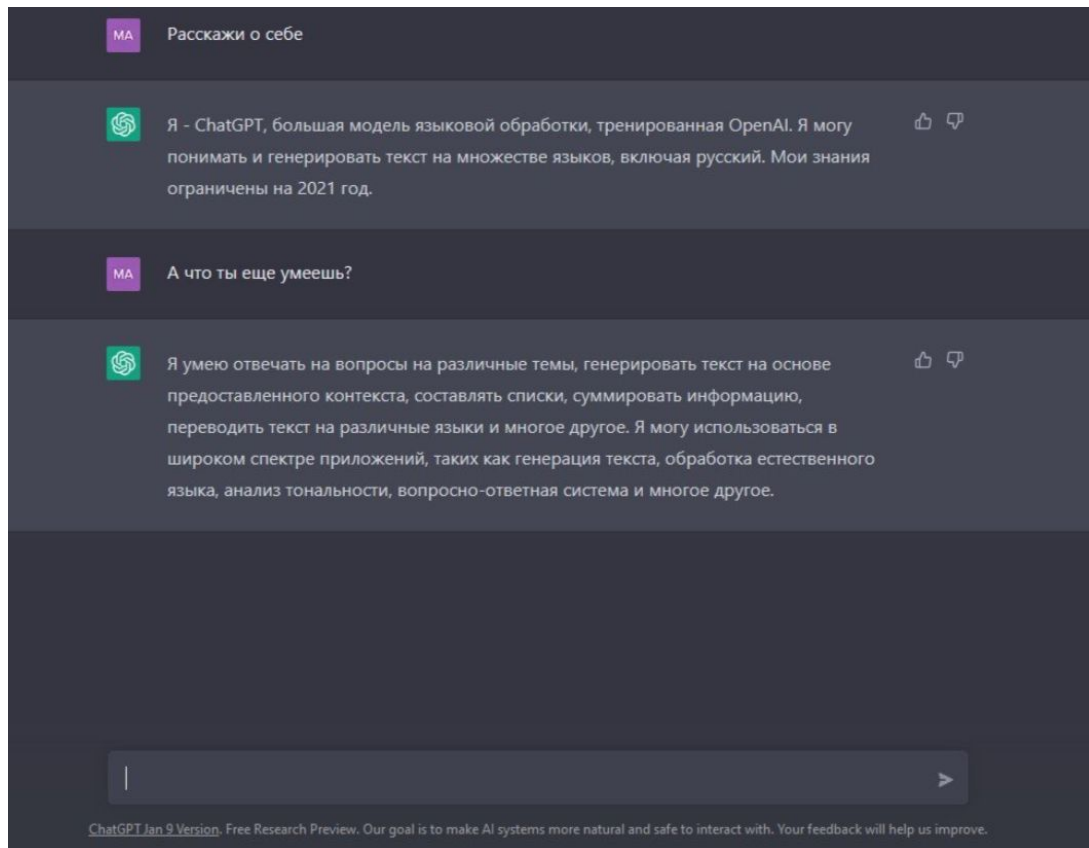 MA
Расскажи о себе
Я - ChatGPT, большая модель языковой обработки, тренированная OpenAI. Я могу
понимать и генерировать текст на множестве языков, включая русский. Мои знания
ограничены на 2021 год.
MA
А что ты еще умеешь?
Я умею отвечать на вопросы на различные темы, генерировать текст на основе
предоставленного контекста, составлять списки, суммировать информацию,
переводить текст на различные языки и многое другое. Я могу использоваться в
широком спектре приложений, таких как генерация текста, обработка естественного
языка, анализ тональности, вопросно-ответная система и многое другое.
ChatGPT Jan 9 Version. Free Research Preview. Our goal is to make AI systems more natural and safe to interact with. Your feedback will help us improve.